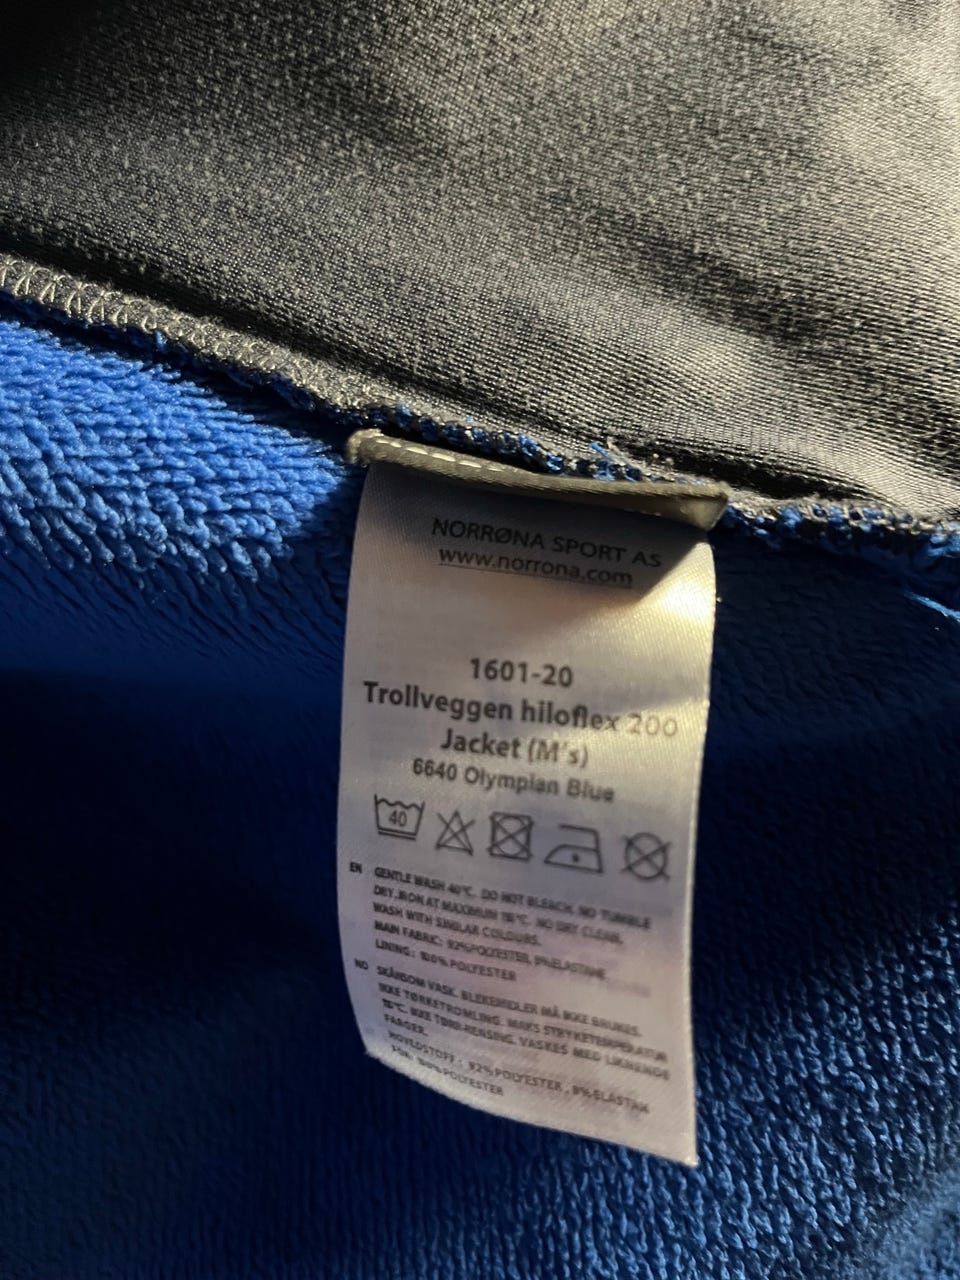 NORRØNA SPORT AS
www.norrona.com
1601-20
Trollveggen hiloflex 200
Jacket (M's)
6640 Olympian Blue
40
EN GENTLE WASH 40°C. DO NOT BLEACH. NO TUMBLE
DRY. IRON AT MAXIMUM 110°C. NO DRY CLEAN.
WASH WITH SIMILAR COLOURS.
MAIN FABRIC: 92%POLYESTER, 8%ELASTANE
LINING: 100%POLYESTER
NO SKÅNSOM VASK. BLEKEMIDLER MÅ IKKE BRUKES.
IKKE TØRKETROMLING. MAKS STRYKETEMPERATUR
110°C. IKKE TØRR-RENSING. VASKES MED LIKNENDE
FARGER.
HOVEDSTOFF: 92%POLYESTER, 8%ELASTAN
FÔR: 100%POLYESTER